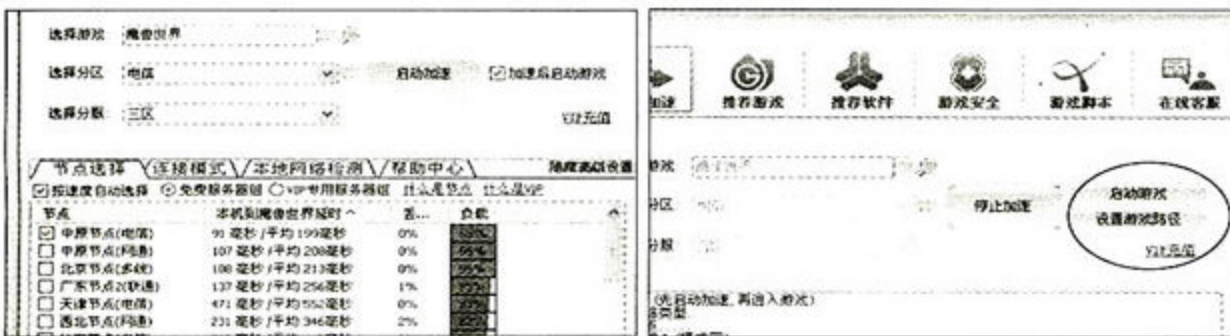 选择游戏 魔兽世界
选择分区 电信 启动加速 加速后启动游戏
选择分服 三区 VIP充值
节点选择 连接模式 本地网络检测 帮助中心
按速度自动选择 免费服务器组 VIP专用服务器组 什么是节点 什么是VIP
节点 本机到魔兽世界延时 丢... 负载
中原节点(电信) 91 毫秒 /平均 199毫秒 0%
中原节点(网通) 107 毫秒 /平均 208毫秒 0%
北京节点(多线) 108 毫秒 /平均 213毫秒 0%
广东节点2(联通) 137 毫秒 /平均 256毫秒 1%
天津节点(电信) 471 毫秒 /平均 552毫秒 0%
西北节点(网通) 231 毫秒 /平均 346毫秒 2%
加速 推荐游戏 推荐软件 游戏安全 游戏脚本 在线客服
游戏
分区 停止加速 启动游戏
设置游戏路径
分服 VIP充值
(先启动加速, 再进入游戏)
类型